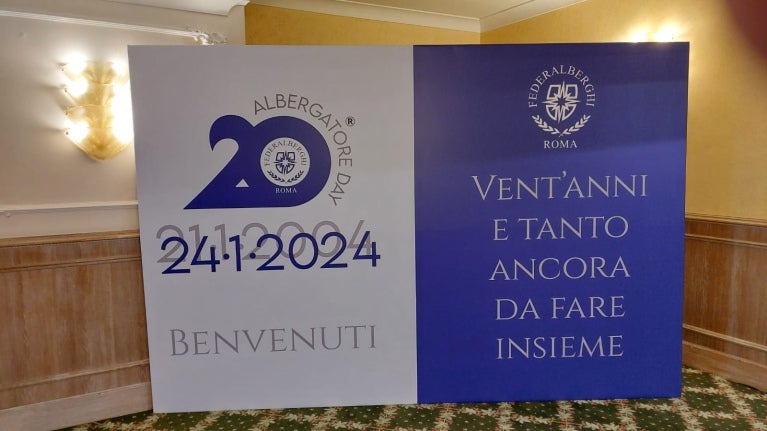 ALBERGATORE DAY®
20
FEDERALBERGHI
ROMA
21.1.2004
24·1·2024
BENVENUTI
FEDERALBERGHI
ROMA
VENT'ANNI
E TANTO
ANCORA
DA FARE
INSIEME